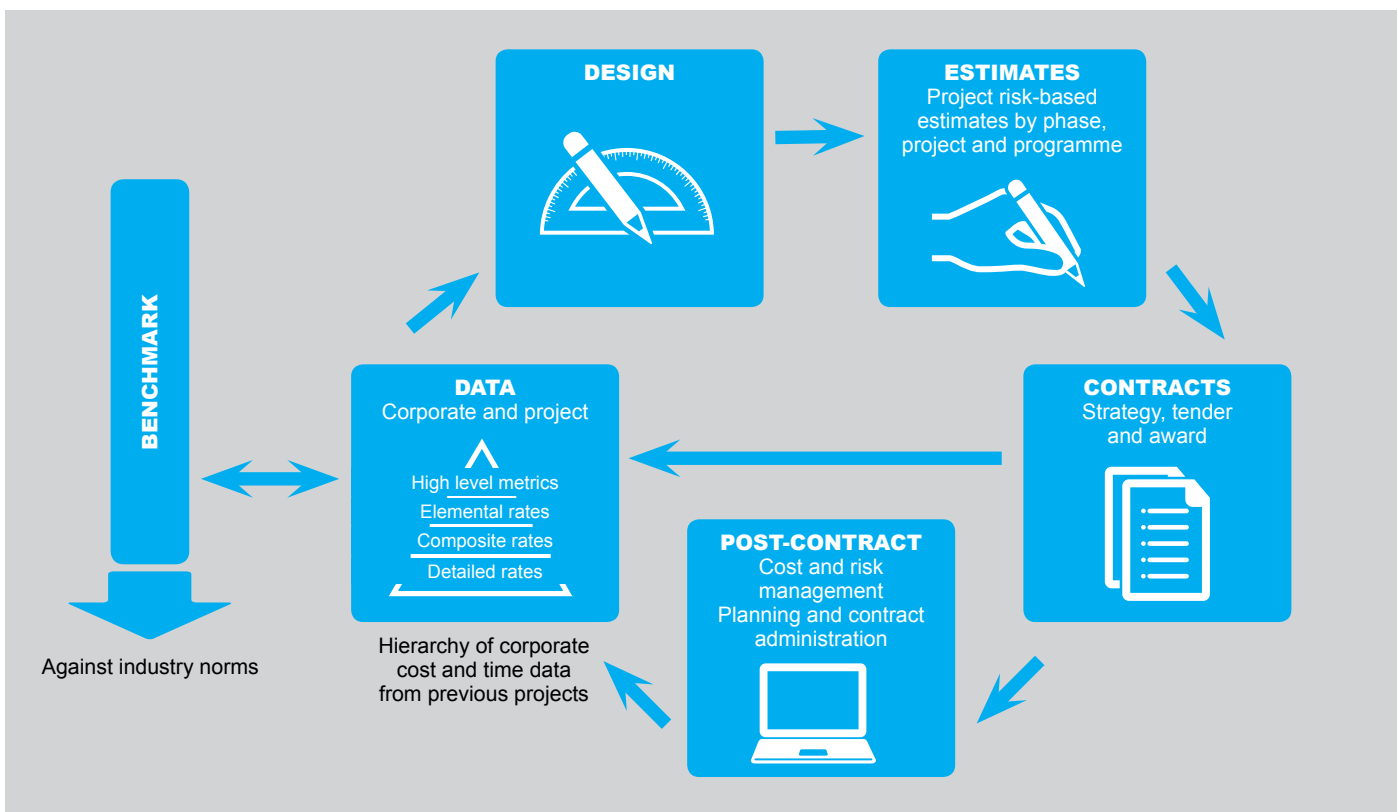 DESIGN
ESTIMATES
Project risk-based
estimates by phase,
project and programme
BENCHMARK
Against industry norms
DATA
Corporate and project
High level metrics
Elemental rates
Composite rates
Detailed rates
Hierarchy of corporate
cost and time data
from previous projects
CONTRACTS
Strategy, tender
and award
POST-CONTRACT
Cost and risk
management
Planning and contract
administration